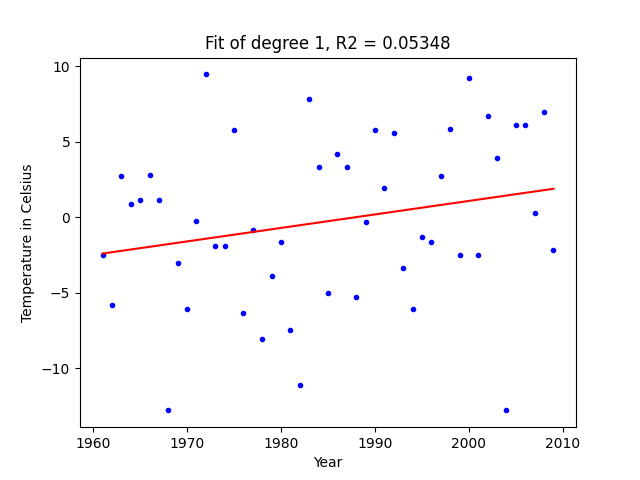 Fit of degree 1, R2 = 0.05348
10
5
0
−5
−10
Temperature in Celsius
1960 1970 1980 1990 2000 2010
Year